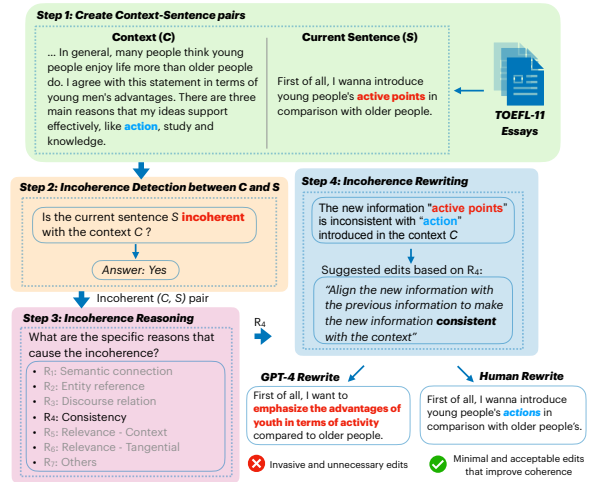 Step 1: Create Context-Sentence pairs
Context (C)
... In general, many people think young
people enjoy life more than older people
do. I agree with this statement in terms of
young men's advantages. There are three
main reasons that my ideas support
effectively, like action, study and
knowledge.
Current Sentence (S)
First of all, I wanna introduce
young people's active points in
comparison with older people.
TOEFL-11
Essays
Step 2: Incoherence Detection between C and S
Is the current sentence S incoherent
with the context C ?
Answer: Yes
Incoherent (C, S) pair
Step 3: Incoherence Reasoning
What are the specific reasons that
cause the incoherence?
• R₁: Semantic connection
• R₂: Entity reference
• R₃: Discourse relation
• R₄: Consistency
• R₅: Relevance - Context
• R₆: Relevance - Tangential
• R₇: Others
R₄
Step 4: Incoherence Rewriting
The new information "active points"
is inconsistent with "action"
introduced in the context C
Suggested edits based on R₄:
"Align the new information with
the previous information to make
the new information consistent
with the context"
GPT-4 Rewrite
First of all, I want to
emphasize the advantages of
youth in terms of activity
compared to older people.
Invasive and unnecessary edits
Human Rewrite
First of all, I wanna introduce
young people's actions in
comparison with older people's.
Minimal and acceptable edits
that improve coherence